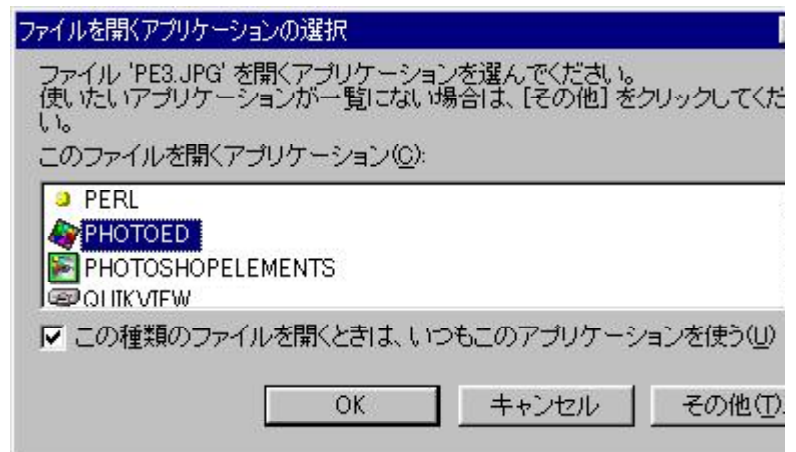 ファイルを開くアプリケーションの選択
ファイル 'PE3.JPG' を開くアプリケーションを選んでください。
使いたいアプリケーションが一覧にない場合は、[その他] をクリックしてくだ
い。
このファイルを開くアプリケーション(C):
PERL
PHOTOED
PHOTOSHOPELEMENTS
QUIKVIEW
この種類のファイルを開くときは、いつもこのアプリケーションを使う(U)
OK
キャンセル
その他(T)..